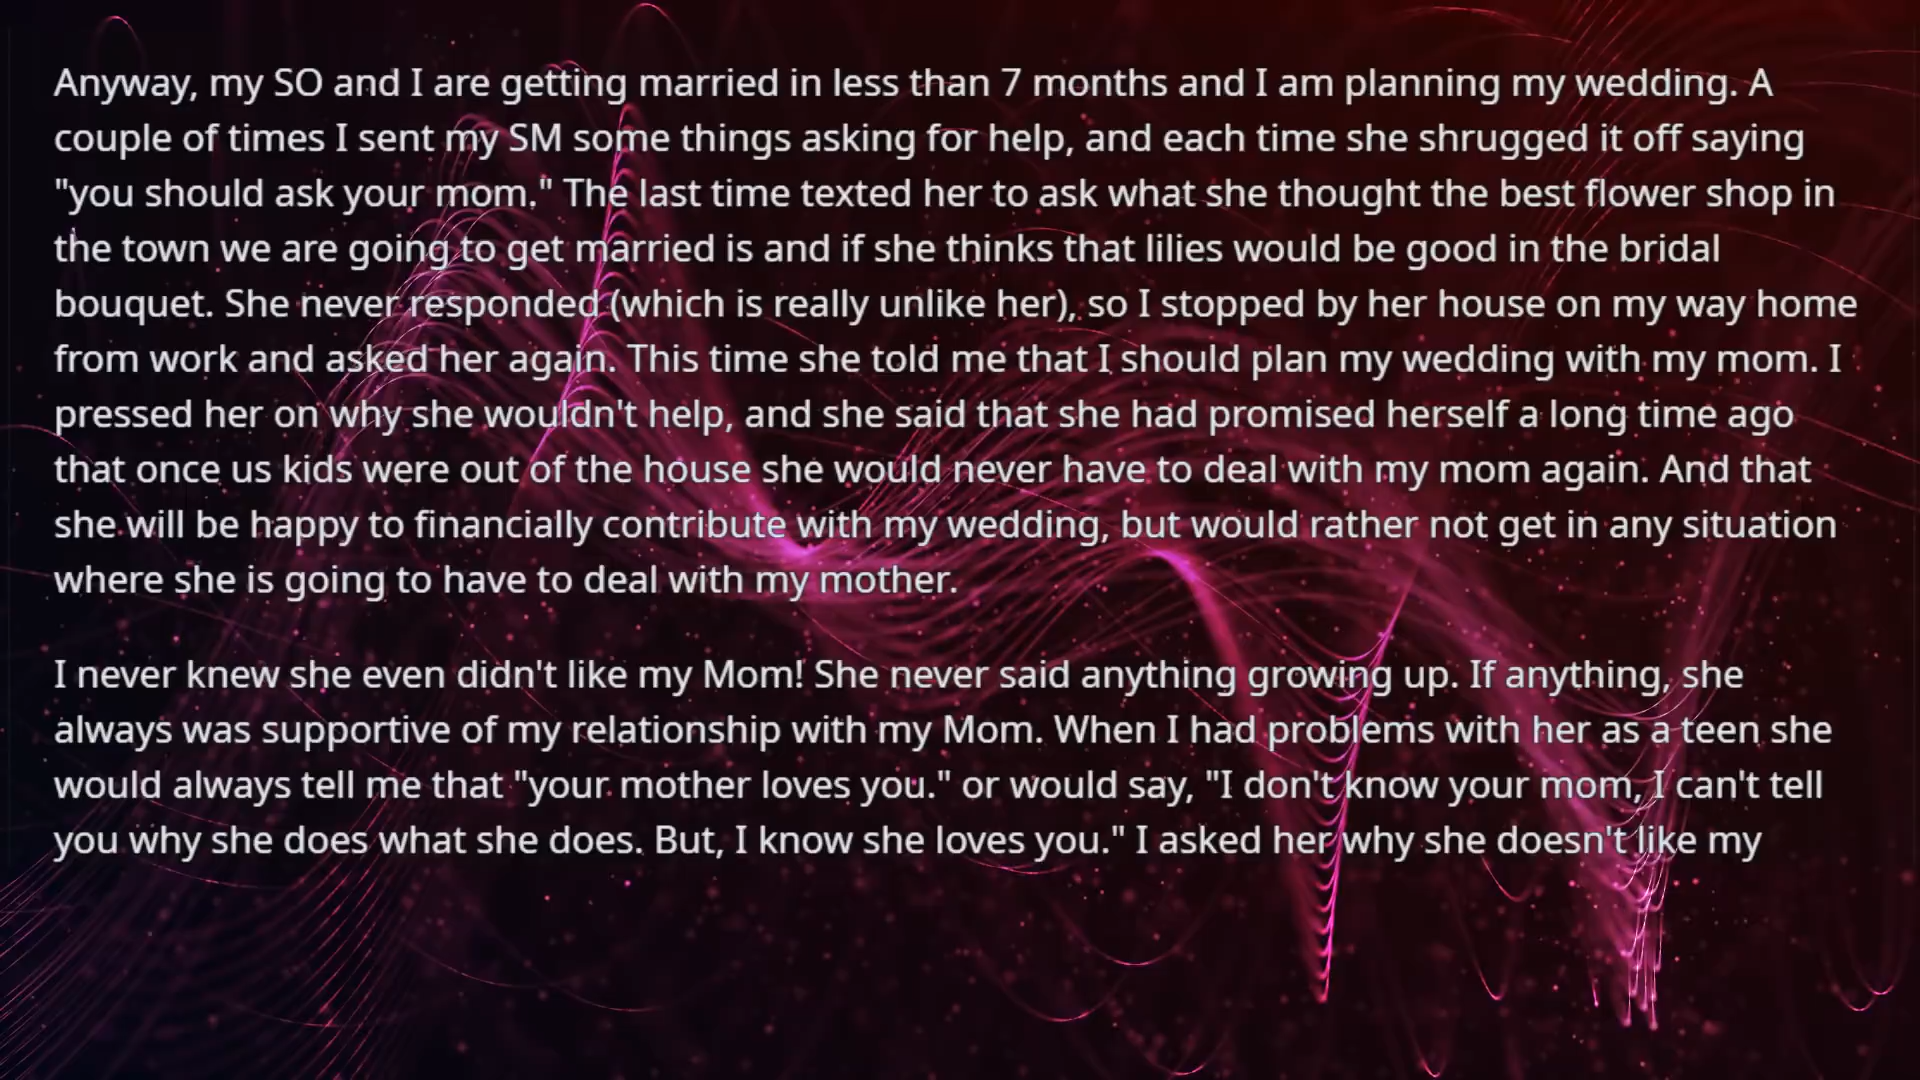 Anyway, my SO and I are getting married in less than 7 months and I am planning my wedding. A
couple of times I sent my SM some things asking for help, and each time she shrugged it off saying
"you should ask your mom." The last time texted her to ask what she thought the best flower shop in
the town we are going to get married is and if she thinks that lilies would be good in the bridal
bouquet. She never responded (which is really unlike her), so I stopped by her house on my way home
from work and asked her again. This time she told me that I should plan my wedding with my mom. I
pressed her on why she wouldn't help, and she said that she had promised herself a long time ago
that once us kids were out of the house she would never have to deal with my mom again. And that
she will be happy to financially contribute with my wedding, but would rather not get in any situation
where she is going to have to deal with my mother.
I never knew she even didn't like my Mom! She never said anything growing up. If anything, she
always was supportive of my relationship with my Mom. When I had problems with her as a teen she
would always tell me that "your mother loves you." or would say, "I don't know your mom, I can't tell
you why she does what she does. But, I know she loves you." I asked her why she doesn't like my